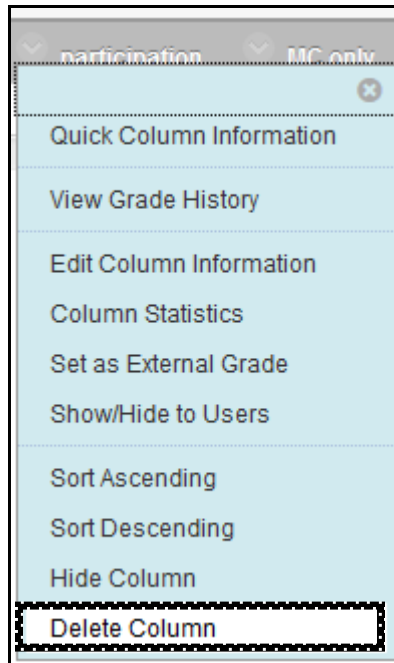 participation MC only
Quick Column Information
View Grade History
Edit Column Information
Column Statistics
Set as External Grade
Show/Hide to Users
Sort Ascending
Sort Descending
Hide Column
Delete Column